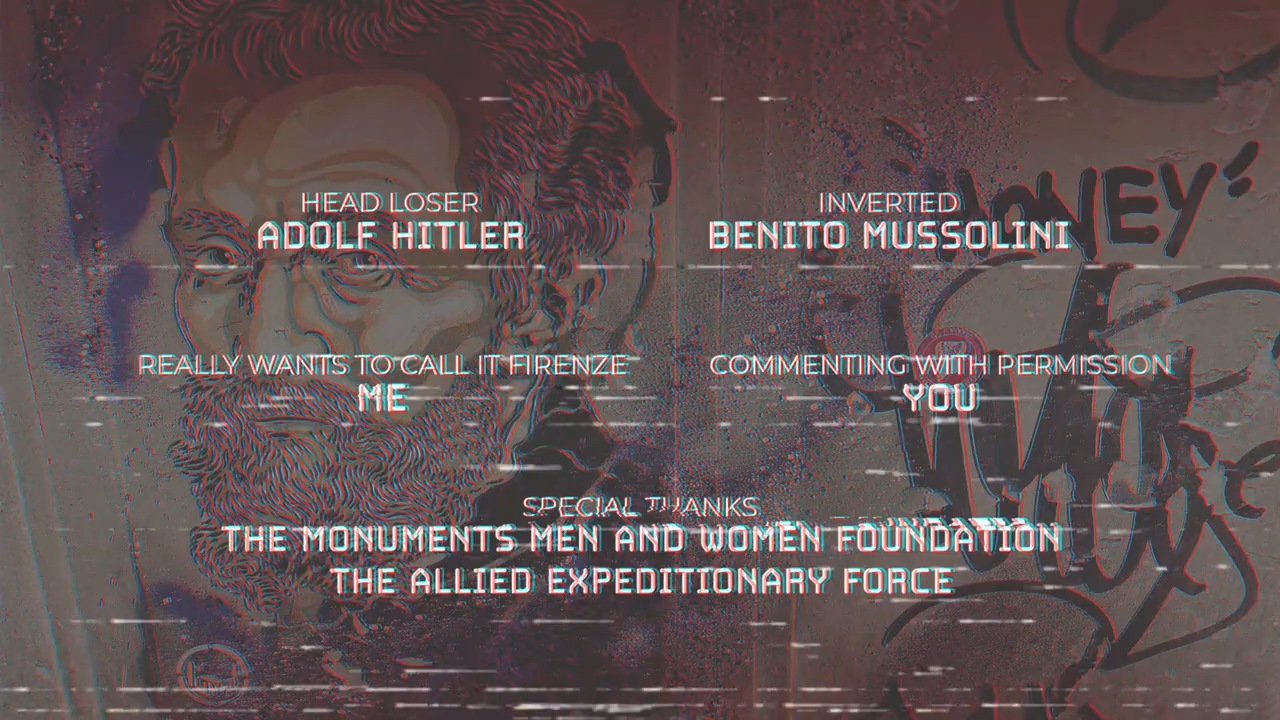 HEAD LOSER
ADOLF HITLER
INVERTED
BENITO MUSSOLINI
"MONEY"
REALLY WANTS TO CALL IT FIRENZE
ME
COMMENTING WITH PERMISSION
YOU
SPECIAL THANKS
THE MONUMENTS MEN AND WOMEN FOUNDATION
THE ALLIED EXPEDITIONARY FORCE